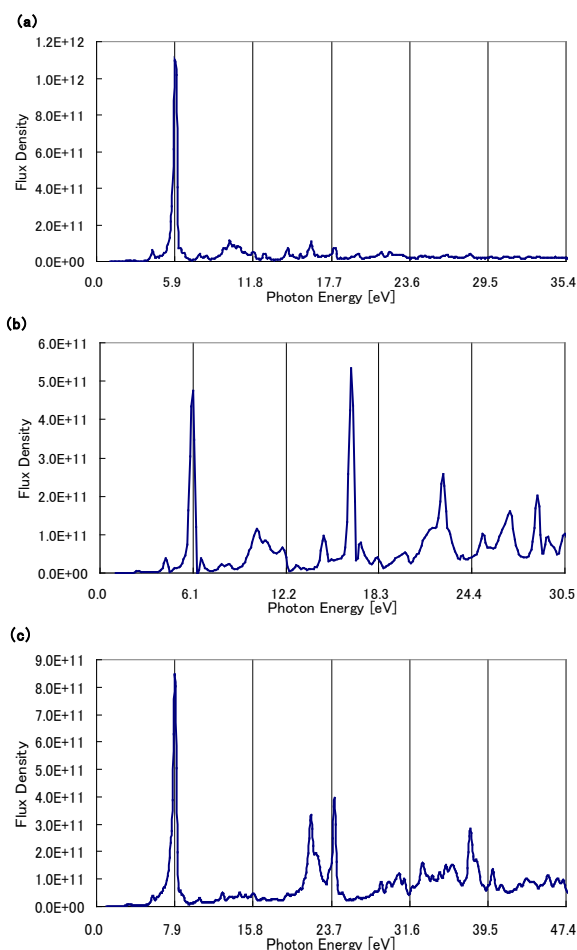 (a)
1.2E+12
1.0E+12
8.0E+11
6.0E+11
4.0E+11
2.0E+11
0.0E+00
Flux Density
0.0 5.9 11.8 17.7 23.6 29.5 35.4
Photon Energy [eV]
(b)
6.0E+11
5.0E+11
4.0E+11
3.0E+11
2.0E+11
1.0E+11
0.0E+00
Flux Density
0.0 6.1 12.2 18.3 24.4 30.5
Photon Energy [eV]
(c)
9.0E+11
8.0E+11
7.0E+11
6.0E+11
5.0E+11
4.0E+11
3.0E+11
2.0E+11
1.0E+11
0.0E+00
Flux Density
0.0 7.9 15.8 23.7 31.6 39.5 47.4
Photon Energy [eV]